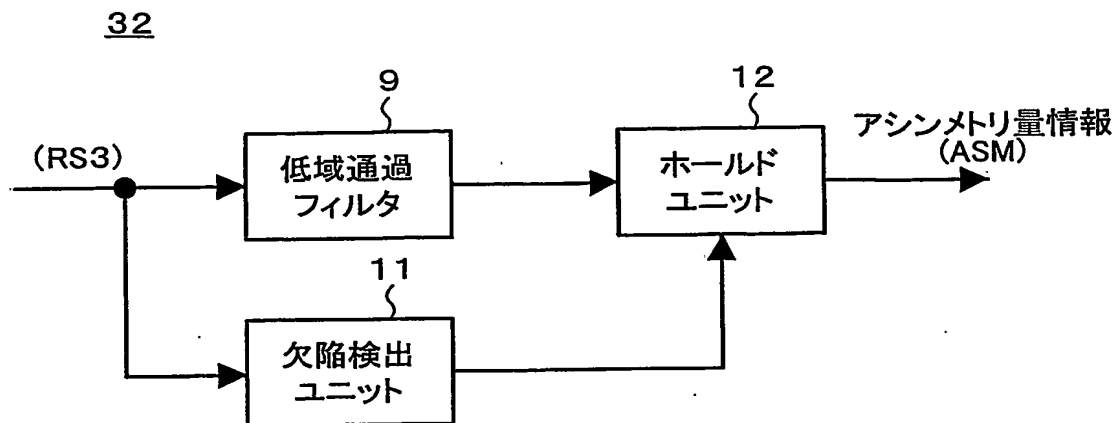 32
9
12
(RS3)
低域通過
フィルタ
ホールド
ユニット
アシンメトリ量情報
(ASM)
11
欠陥検出
ユニット